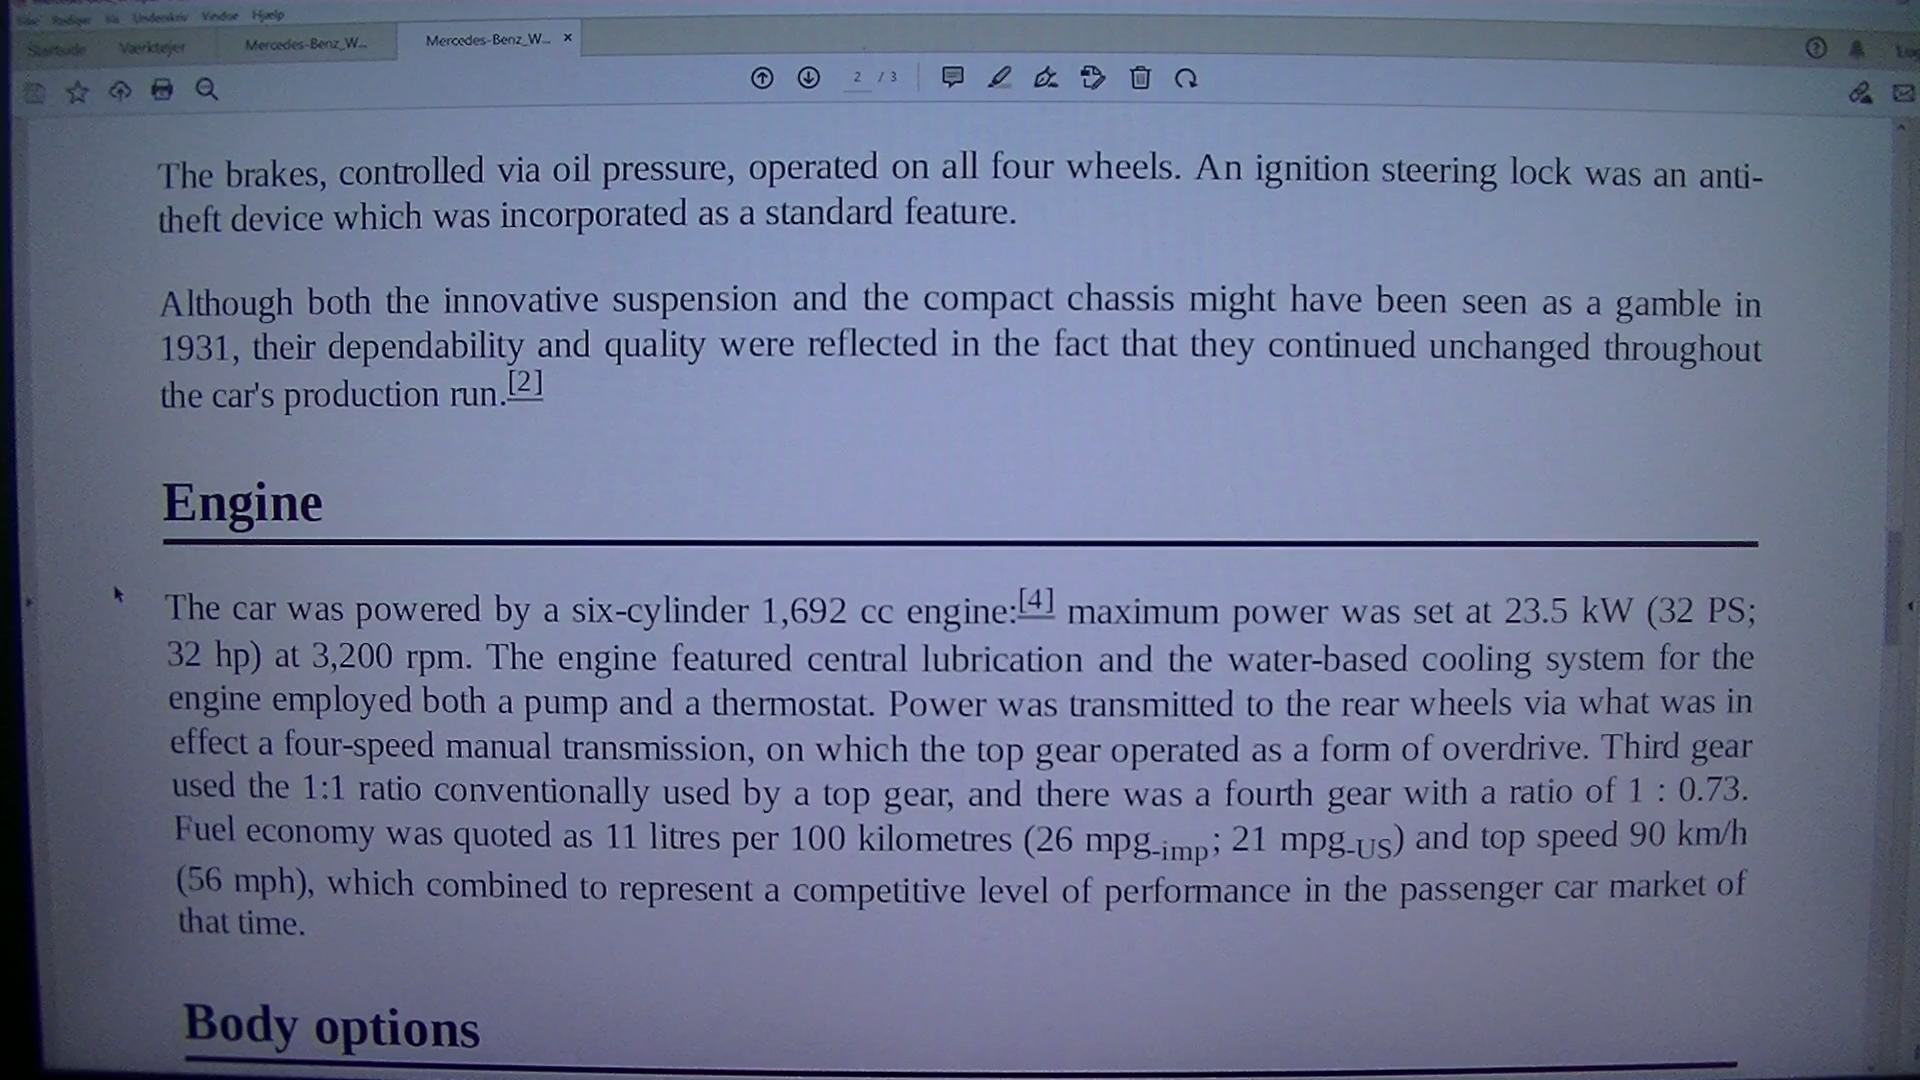 Rediger Vis Underskriv Vindue Hjælp
Startside Værktøjer Mercedes-Benz_W... Mercedes-Benz_W... ×
2 / 3
The brakes, controlled via oil pressure, operated on all four wheels. An ignition steering lock was an anti-
theft device which was incorporated as a standard feature.
Although both the innovative suspension and the compact chassis might have been seen as a gamble in
1931, their dependability and quality were reflected in the fact that they continued unchanged throughout
the car's production run.[2]
Engine
The car was powered by a six-cylinder 1,692 cc engine:[4] maximum power was set at 23.5 kW (32 PS;
32 hp) at 3,200 rpm. The engine featured central lubrication and the water-based cooling system for the
engine employed both a pump and a thermostat. Power was transmitted to the rear wheels via what was in
effect a four-speed manual transmission, on which the top gear operated as a form of overdrive. Third gear
used the 1:1 ratio conventionally used by a top gear, and there was a fourth gear with a ratio of 1 : 0.73.
Fuel economy was quoted as 11 litres per 100 kilometres (26 mpg-imp; 21 mpg-US) and top speed 90 km/h
(56 mph), which combined to represent a competitive level of performance in the passenger car market of
that time.
Body options